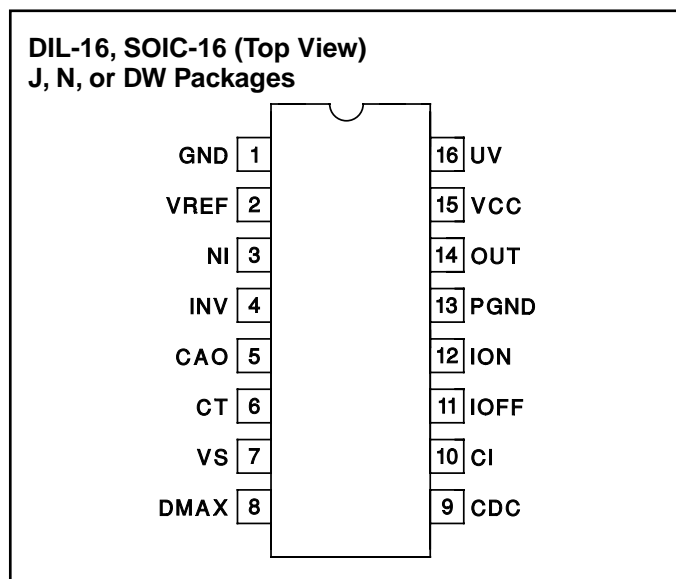 DIL-16, SOIC-16 (Top View)
J, N, or DW Packages
GND 1 16 UV
VREF 2 15 VCC
NI 3 14 OUT
INV 4 13 PGND
CAO 5 12 ION
CT 6 11 IOFF
VS 7 10 CI
DMAX 8 9 CDC